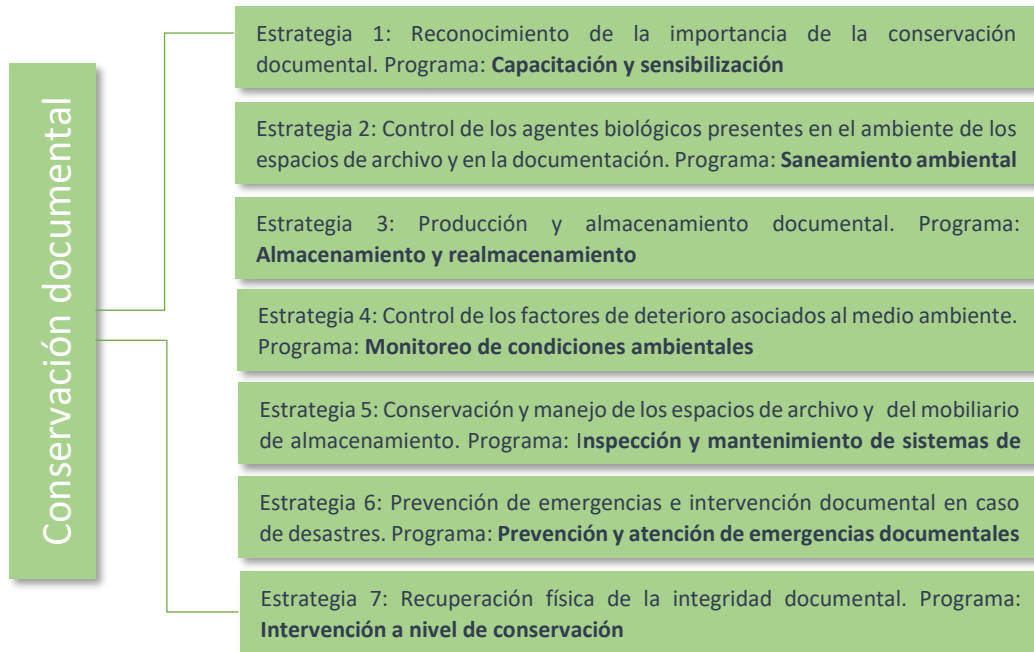 Conservación documental
Estrategia 1: Reconocimiento de la importancia de la conservación
documental. Programa: Capacitación y sensibilización
Estrategia 2: Control de los agentes biológicos presentes en el ambiente de los
espacios de archivo y en la documentación. Programa: Saneamiento ambiental
Estrategia 3: Producción y almacenamiento documental. Programa:
Almacenamiento y realmacenamiento
Estrategia 4: Control de los factores de deterioro asociados al medio ambiente.
Programa: Monitoreo de condiciones ambientales
Estrategia 5: Conservación y manejo de los espacios de archivo y del mobiliario
de almacenamiento. Programa: Inspección y mantenimiento de sistemas de
Estrategia 6: Prevención de emergencias e intervención documental en caso
de desastres. Programa: Prevención y atención de emergencias documentales
Estrategia 7: Recuperación física de la integridad documental. Programa:
Intervención a nivel de conservación